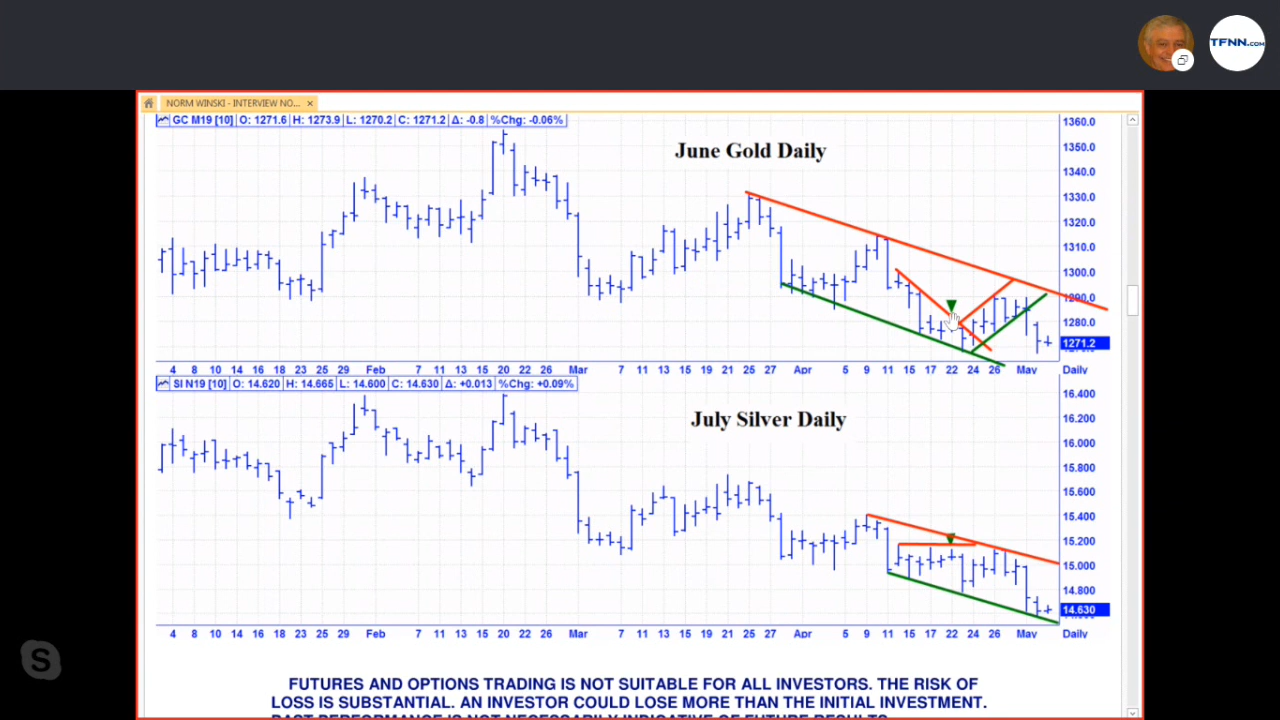 TFNN.COM
NORM WINSKI - INTERVIEW NO... ×
GC M19 [10] O: 1271.6 H: 1273.9 L: 1270.2 C: 1271.2 Δ: -0.8 %Chg: -0.06%
June Gold Daily
1360.0
1350.0
1340.0
1330.0
1320.0
1310.0
1300.0
1290.0
1280.0
1271.2
4 8 10 14 16 18 23 25 29 Feb 7 11 13 15 20 22 26 Mar 7 11 13 15 19 21 25 27 Apr 5 9 11 15 17 22 24 26 May Daily
SI N19 [10] O: 14.620 H: 14.665 L: 14.600 C: 14.630 Δ: +0.013 %Chg: +0.09%
July Silver Daily
16.400
16.200
16.000
15.800
15.600
15.400
15.200
15.000
14.800
14.630
4 8 10 14 16 18 23 25 29 Feb 7 11 13 15 20 22 26 Mar 7 11 13 15 19 21 25 27 Apr 5 9 11 15 17 22 24 26 May Daily
S
FUTURES AND OPTIONS TRADING IS NOT SUITABLE FOR ALL INVESTORS. THE RISK OF
LOSS IS SUBSTANTIAL. AN INVESTOR COULD LOSE MORE THAN THE INITIAL INVESTMENT.
PAST PERFORMANCE IS NOT NECESSARILY INDICATIVE OF FUTURE RESULTS